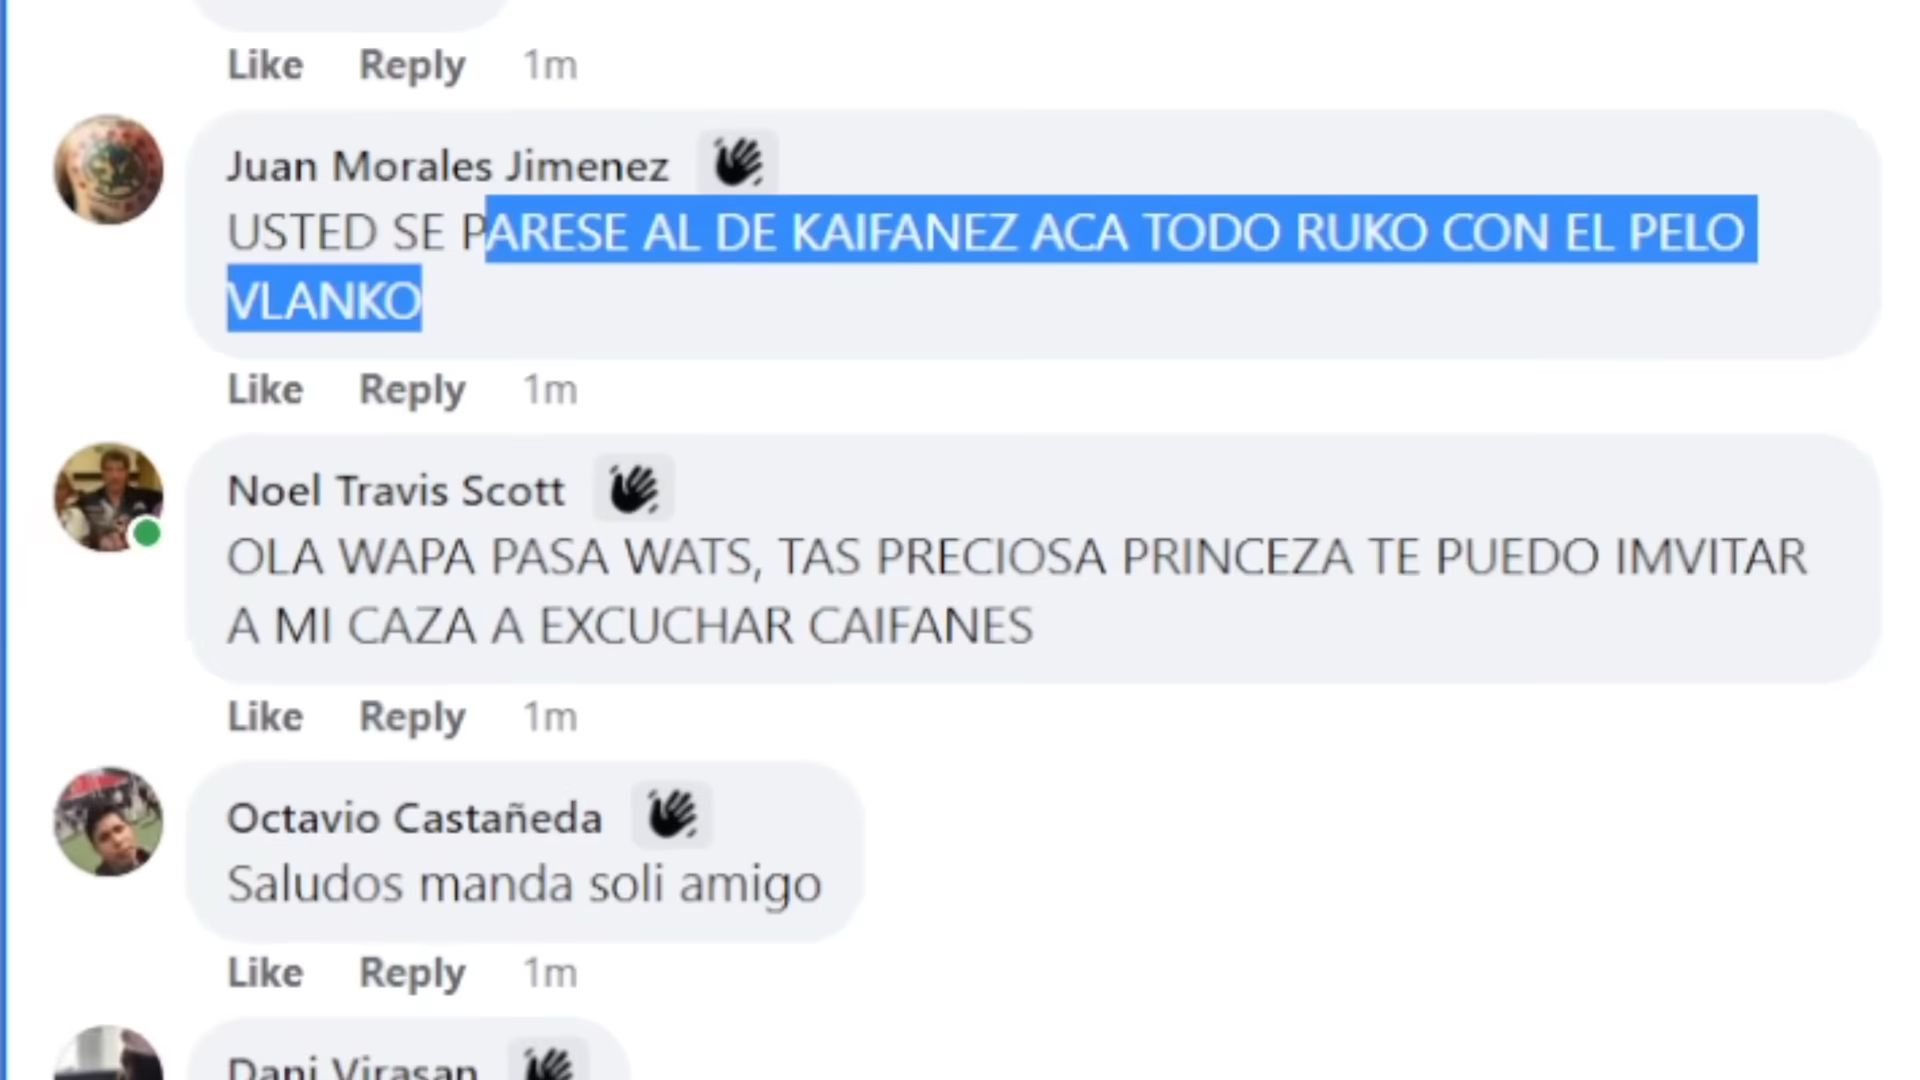 Like Reply 1m
Juan Morales Jimenez
USTED SE PARESE AL DE KAIFANEZ ACA TODO RUKO CON EL PELO
VLANKO
Like Reply 1m
Noel Travis Scott
OLA WAPA PASA WATS, TAS PRECIOSA PRINCEZA TE PUEDO IMVITAR
A MI CAZA A EXCUCHAR CAIFANES
Like Reply 1m
Octavio Castañeda
Saludos manda soli amigo
Like Reply 1m
Dani Virasan